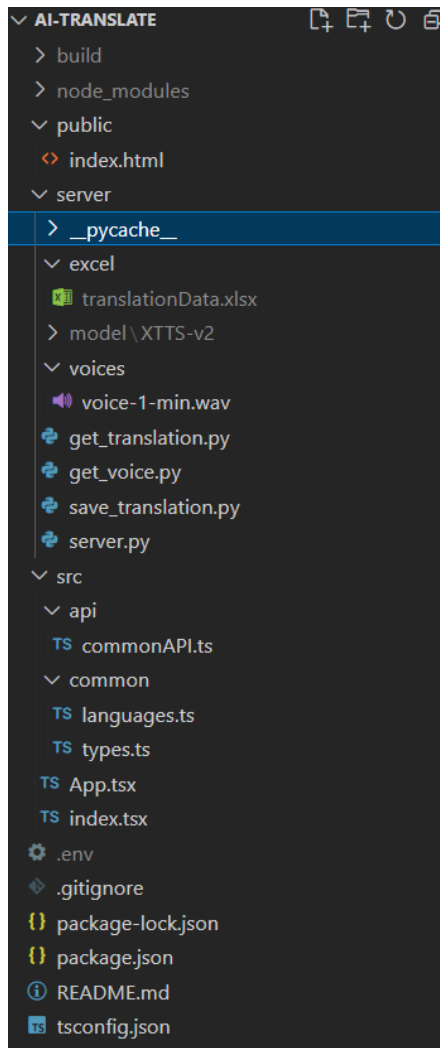 AI-TRANSLATE
build
node_modules
public
<> index.html
server
__pycache__
excel
translationData.xlsx
model\XTTS-v2
voices
voice-1-min.wav
get_translation.py
get_voice.py
save_translation.py
server.py
src
api
TS commonAPI.ts
common
TS languages.ts
TS types.ts
TS App.tsx
TS index.tsx
.env
.gitignore
{} package-lock.json
{} package.json
README.md
TS tsconfig.json